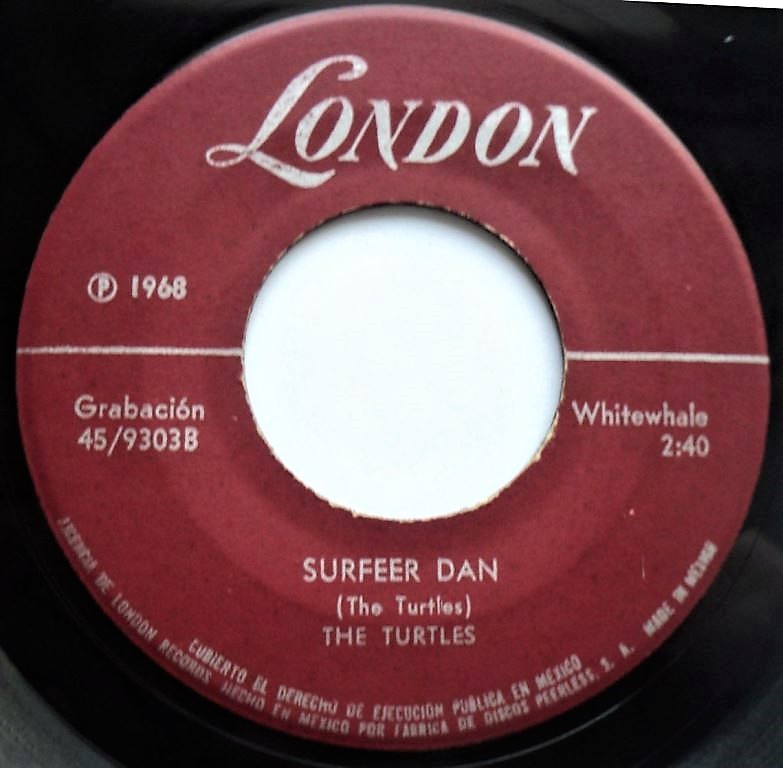 LONDON
Ⓟ 1968
Grabación
45/9303B
Whitewhale
2:40
SURFEER DAN
(The Turtles)
THE TURTLES
CUBIERTO EL DERECHO DE EJECUCION PUBLICA EN MEXICO
LICENCIA DE LONDON RECORDS. HECHO EN MEXICO POR FABRICA DE DISCOS PEERLESS, S. A. MADE IN MEXICO